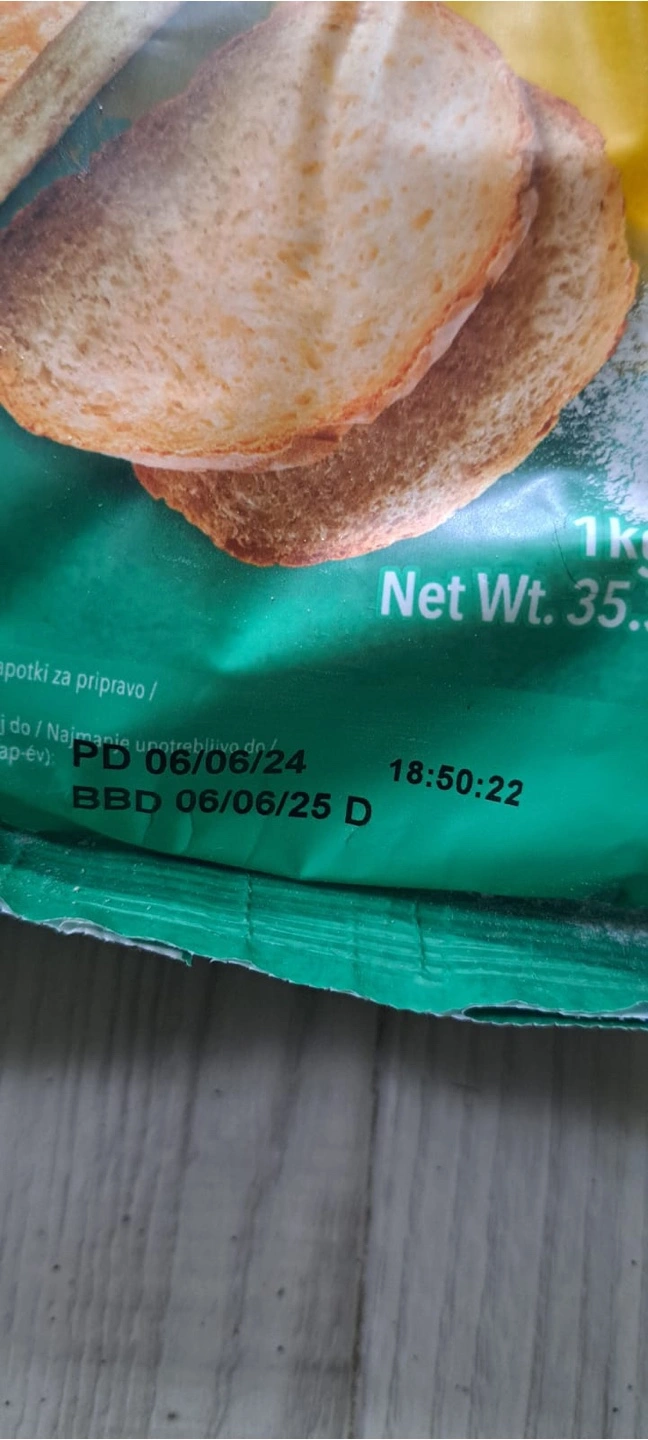 1kg
Net Wt. 35.
apotki za pripravo /
j do / Najmanje upotrebljivo do /
ap-év):
PD 06/06/24 18:50:22
BBD 06/06/25 D